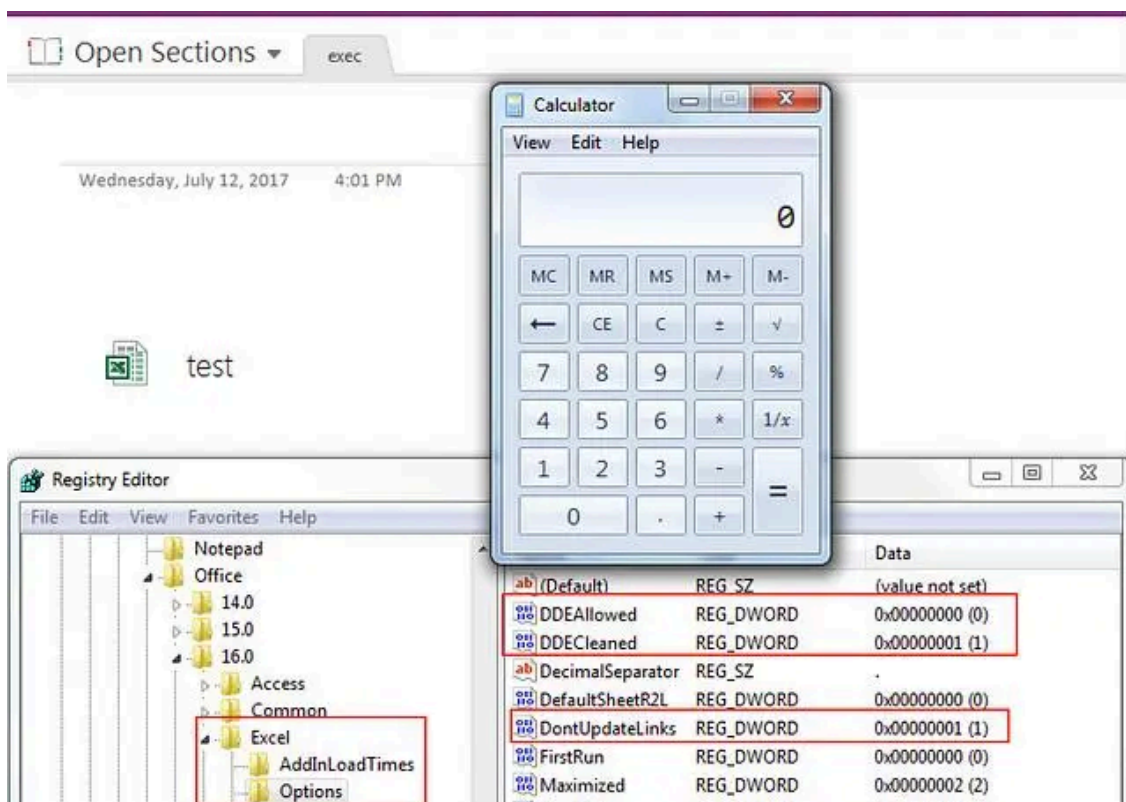 Open Sections
exec
Wednesday, July 12, 2017 4:01 PM
test
Calculator
View Edit Help
0
MC MR MS M+ M-
← CE C ± √
7 8 9 / %
4 5 6 * 1/x
1 2 3 - =
0 . +
Registry Editor
File Edit View Favorites Help
Notepad
Office
14.0
15.0
16.0
Access
Common
Excel
AddInLoadTimes
Options
Data
(Default) REG_SZ (value not set)
DDEAllowed REG_DWORD 0x00000000 (0)
DDECleaned REG_DWORD 0x00000001 (1)
DecimalSeparator REG_SZ .
DefaultSheetR2L REG_DWORD 0x00000000 (0)
DontUpdateLinks REG_DWORD 0x00000001 (1)
FirstRun REG_DWORD 0x00000000 (0)
Maximized REG_DWORD 0x00000002 (2)